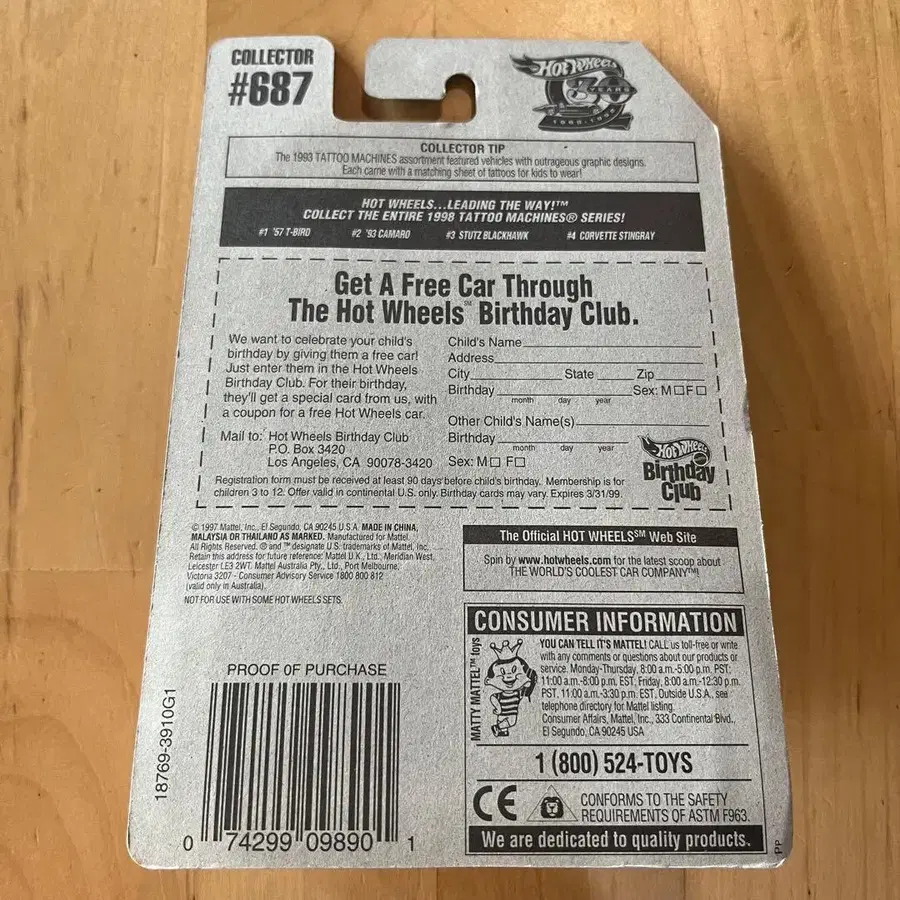 COLLECTOR
#687
HOT WHEELS
30
YEARS
1968-1998
COLLECTOR TIP
The 1993 TATTOO MACHINES assortment featured vehicles with outrageous graphic designs.
Each came with a matching sheet of tattoos for kids to wear!
HOT WHEELS...LEADING THE WAY!™
COLLECT THE ENTIRE 1998 TATTOO MACHINES® SERIES!
#1 '57 T-BIRD #2 '93 CAMARO #3 STUTZ BLACKHAWK #4 CORVETTE STINGRAY
Get A Free Car Through
The Hot Wheels℠ Birthday Club.
We want to celebrate your child's
birthday by giving them a free car!
Just enter them in the Hot Wheels
Birthday Club. For their birthday,
they'll get a special card from us, with
a coupon for a free Hot Wheels car.
Mail to: Hot Wheels Birthday Club
P.O. Box 3420
Los Angeles, CA 90078-3420
Child's Name
Address
City State Zip
Birthday Sex: M☐F☐
month day year
Other Child's Name(s)
Birthday
month day year
Sex: M☐ F☐
HOT WHEELS
Birthday
Club
Registration form must be received at least 90 days before child's birthday. Membership is for
children 3 to 12. Offer valid in continental U.S. only. Birthday cards may vary. Expires 3/31/99.
© 1997 Mattel, Inc., El Segundo, CA 90245 U.S.A. MADE IN CHINA,
MALAYSIA OR THAILAND AS MARKED. Manufactured for Mattel.
All Rights Reserved. ® and ™ designate U.S. trademarks of Mattel, Inc.
Retain this address for future reference: Mattel U.K., Ltd., Meridian West,
Leicester LE3 2WT. Mattel Australia Pty., Ltd., Port Melbourne,
Victoria 3207 - Consumer Advisory Service 1800 800 812
(valid only in Australia).
NOT FOR USE WITH SOME HOT WHEELS SETS.
The Official HOT WHEELS℠ Web Site
Spin by www.hotwheels.com for the latest scoop about
THE WORLD'S COOLEST CAR COMPANY™!
CONSUMER INFORMATION
MATTY MATTEL™ toys
YOU CAN TELL IT'S MATTEL! CALL us toll-free or write
with any comments or questions about our products or
service. Monday-Thursday, 8:00 a.m.-5:00 p.m. PST;
11:00 a.m.-8:00 p.m. EST, Friday, 8:00 a.m.-12:30 p.m.
PST, 11:00 a.m.-3:30 p.m. EST, Outside U.S.A., see
telephone directory for Mattel listing.
Consumer Affairs, Mattel, Inc., 333 Continental Blvd.,
El Segundo, CA 90245 USA
1 (800) 524-TOYS
CE
CONFORMS TO THE SAFETY
REQUIREMENTS OF ASTM F963.
We are dedicated to quality products.
PP
PROOF OF PURCHASE
18769-3910G1
0 74299 09890 1